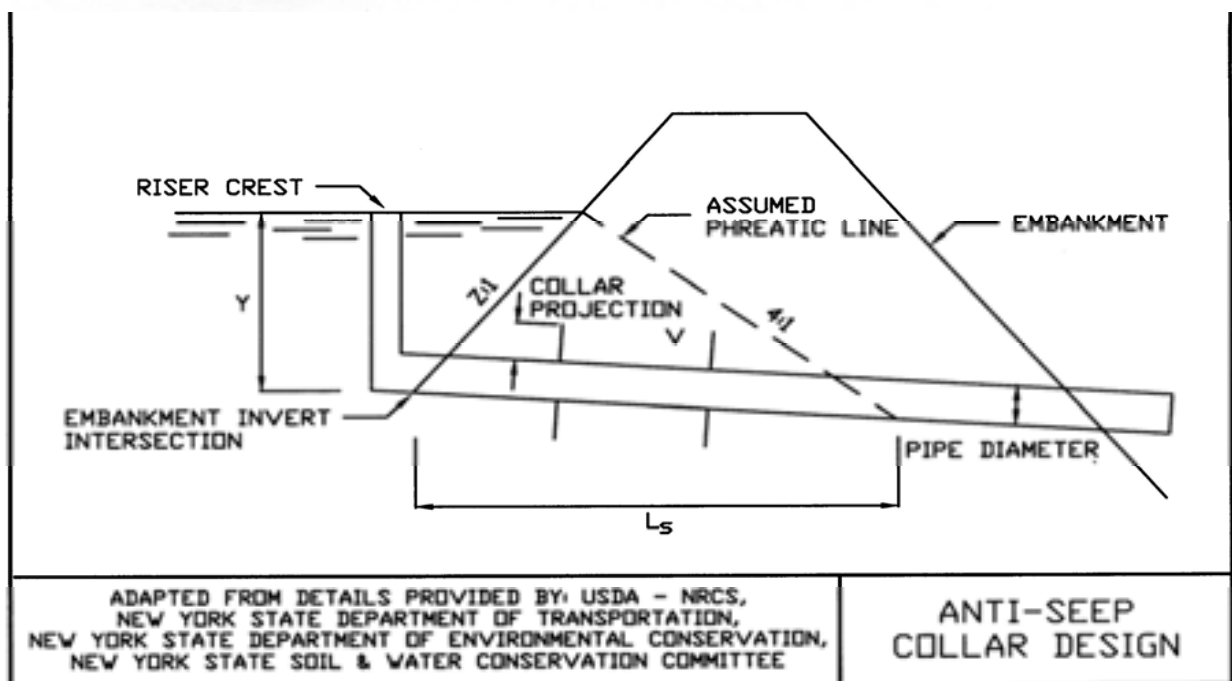 RISER CREST
ASSUMED
PHREATIC LINE
EMBANKMENT
Y
Z:1
COLLAR
PROJECTION
V
4:1
EMBANKMENT INVERT
INTERSECTION
PIPE DIAMETER
LS
ADAPTED FROM DETAILS PROVIDED BY: USDA - NRCS,
NEW YORK STATE DEPARTMENT OF TRANSPORTATION,
NEW YORK STATE DEPARTMENT OF ENVIRONMENTAL CONSERVATION,
NEW YORK STATE SOIL & WATER CONSERVATION COMMITTEE
ANTI-SEEP
COLLAR DESIGN